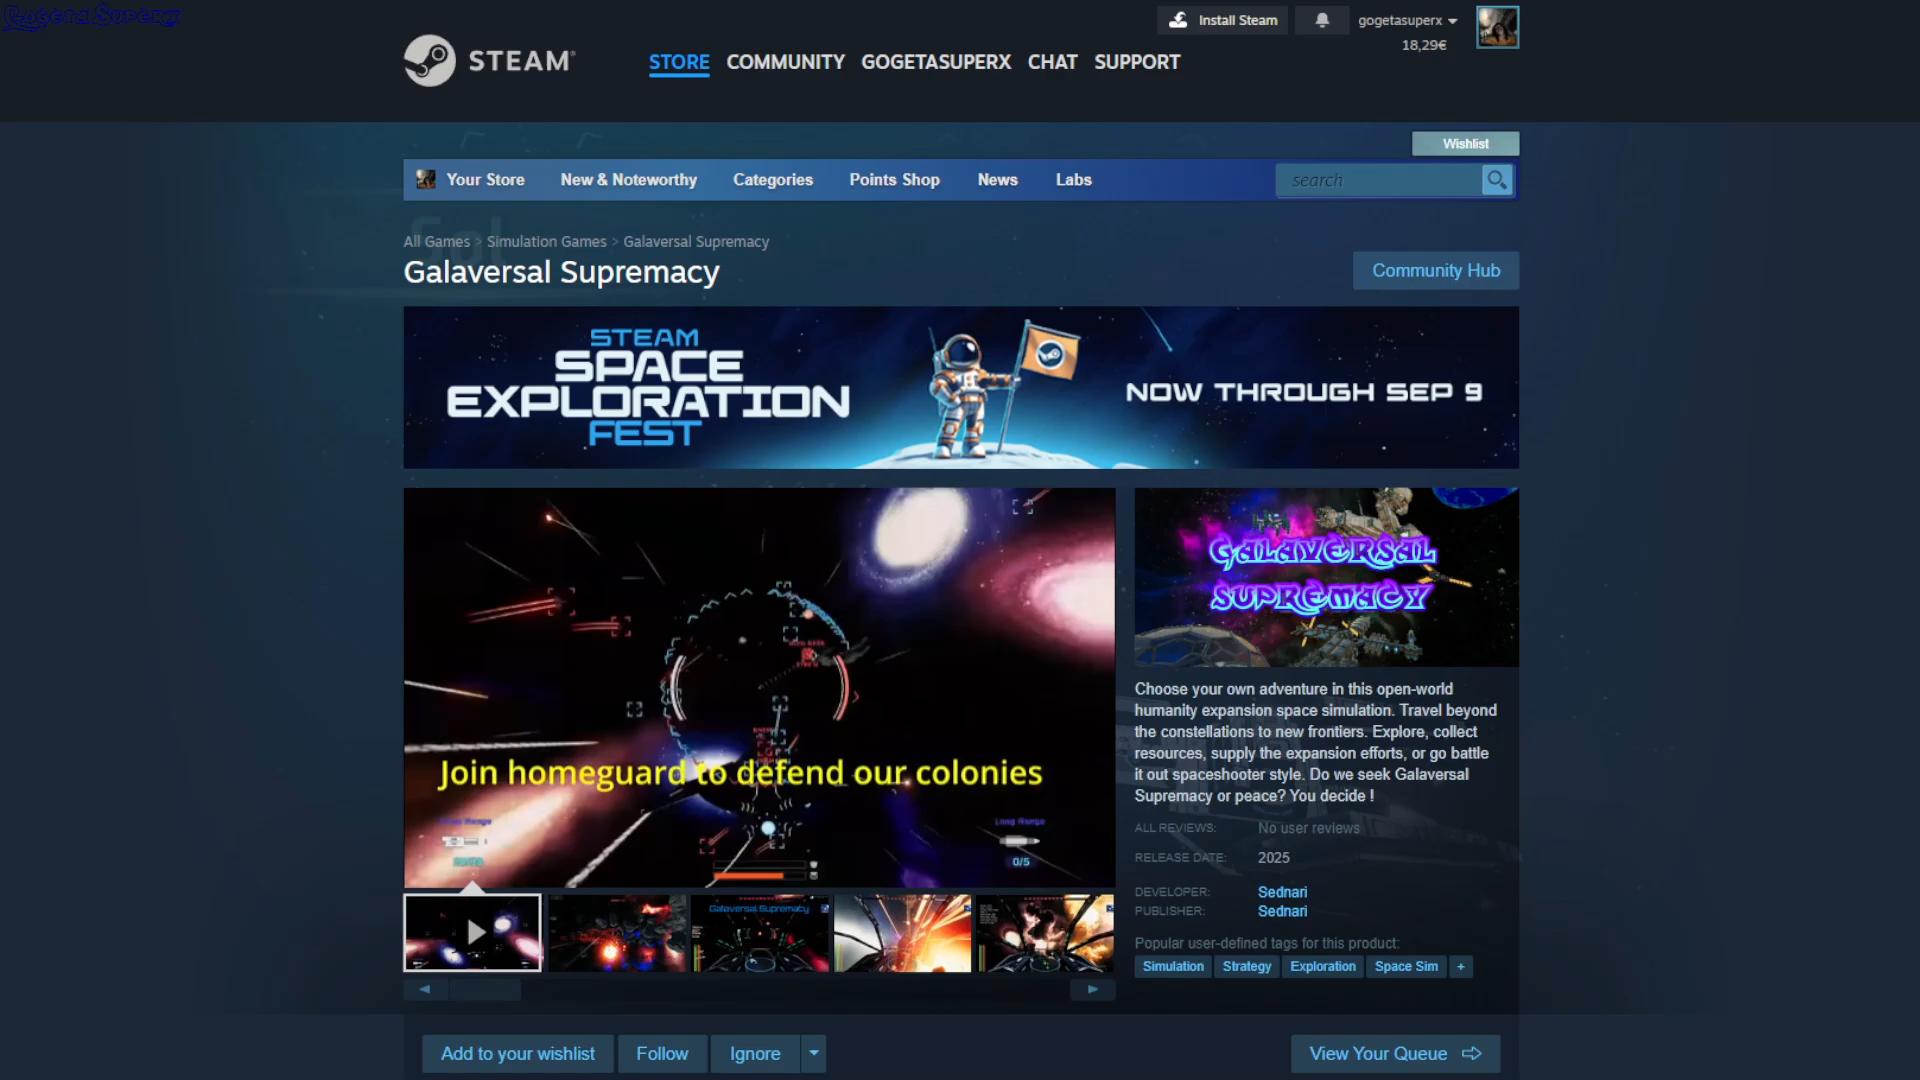 Gogeta Superx
Install Steam
gogetasuperx
18,29€
STEAM®
STORE COMMUNITY GOGETASUPERX CHAT SUPPORT
Wishlist
Your Store New & Noteworthy Categories Points Shop News Labs
search
All Games > Simulation Games > Galaversal Supremacy
Galaversal Supremacy
Community Hub
STEAM
SPACE
EXPLORATION
FEST
NOW THROUGH SEP 9
GALAVERSAL
SUPREMACY
Join homeguard to defend our colonies
Long Range
0/5
Galaversal Supremacy
Choose your own adventure in this open-world
humanity expansion space simulation. Travel beyond
the constellations to new frontiers. Explore, collect
resources, supply the expansion efforts, or go battle
it out spaceshooter style. Do we seek Galaversal
Supremacy or peace? You decide !
ALL REVIEWS: No user reviews
RELEASE DATE: 2025
DEVELOPER: Sednari
PUBLISHER: Sednari
Popular user-defined tags for this product:
Simulation Strategy Exploration Space Sim +
Add to your wishlist Follow Ignore
View Your Queue